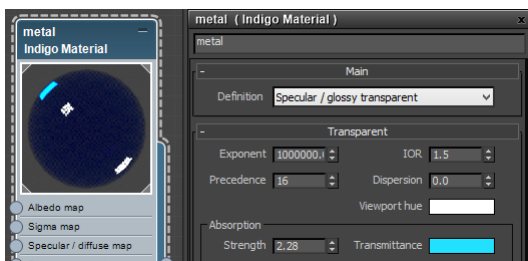 metal
Indigo Material
Albedo map
Sigma map
Specular / diffuse map
metal ( Indigo Material )
x
metal
- Main
Definition Specular / glossy transparent
- Transparent
Exponent 1000000.( IOR 1.5
Precedence 16 Dispersion 0.0
Viewport hue
Absorption
Strength 2.28 Transmittance